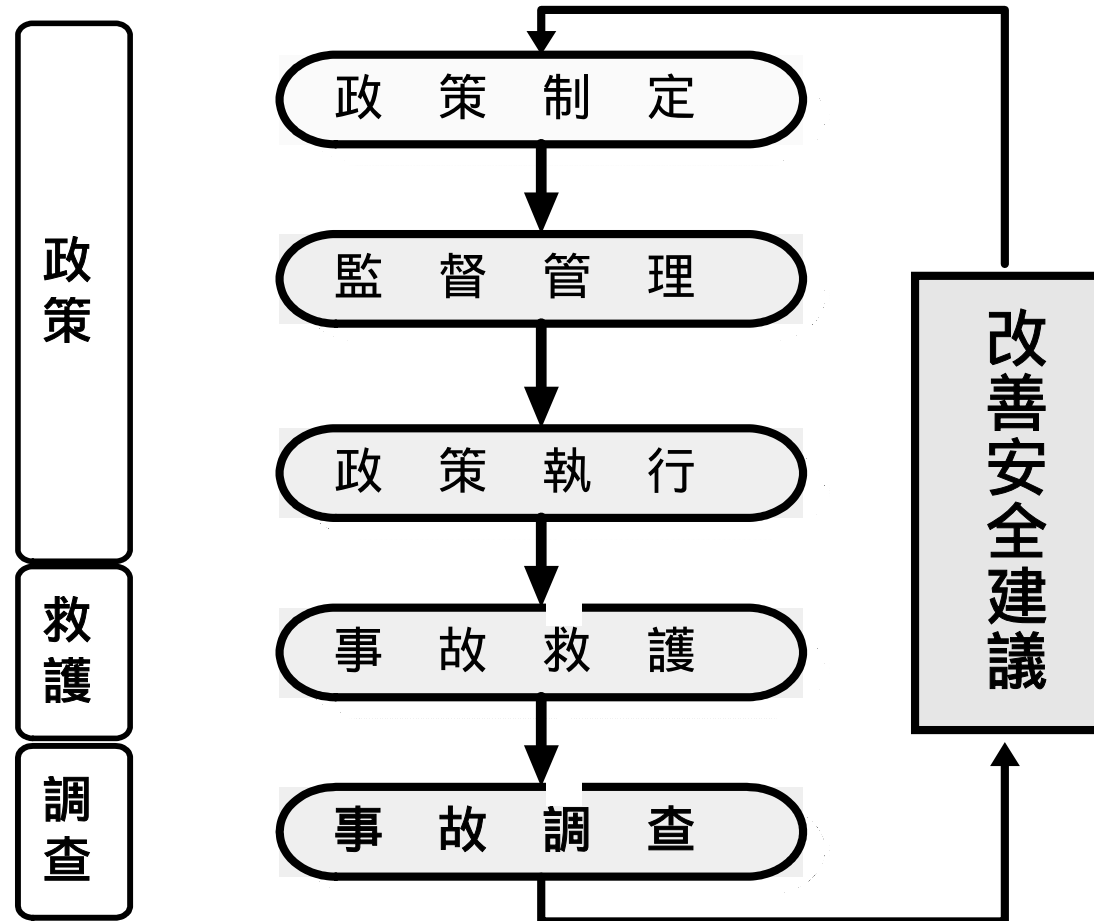 政策
政策制定
監督管理
政策執行
救護
事故救護
調查
事故調查
改善安全建議